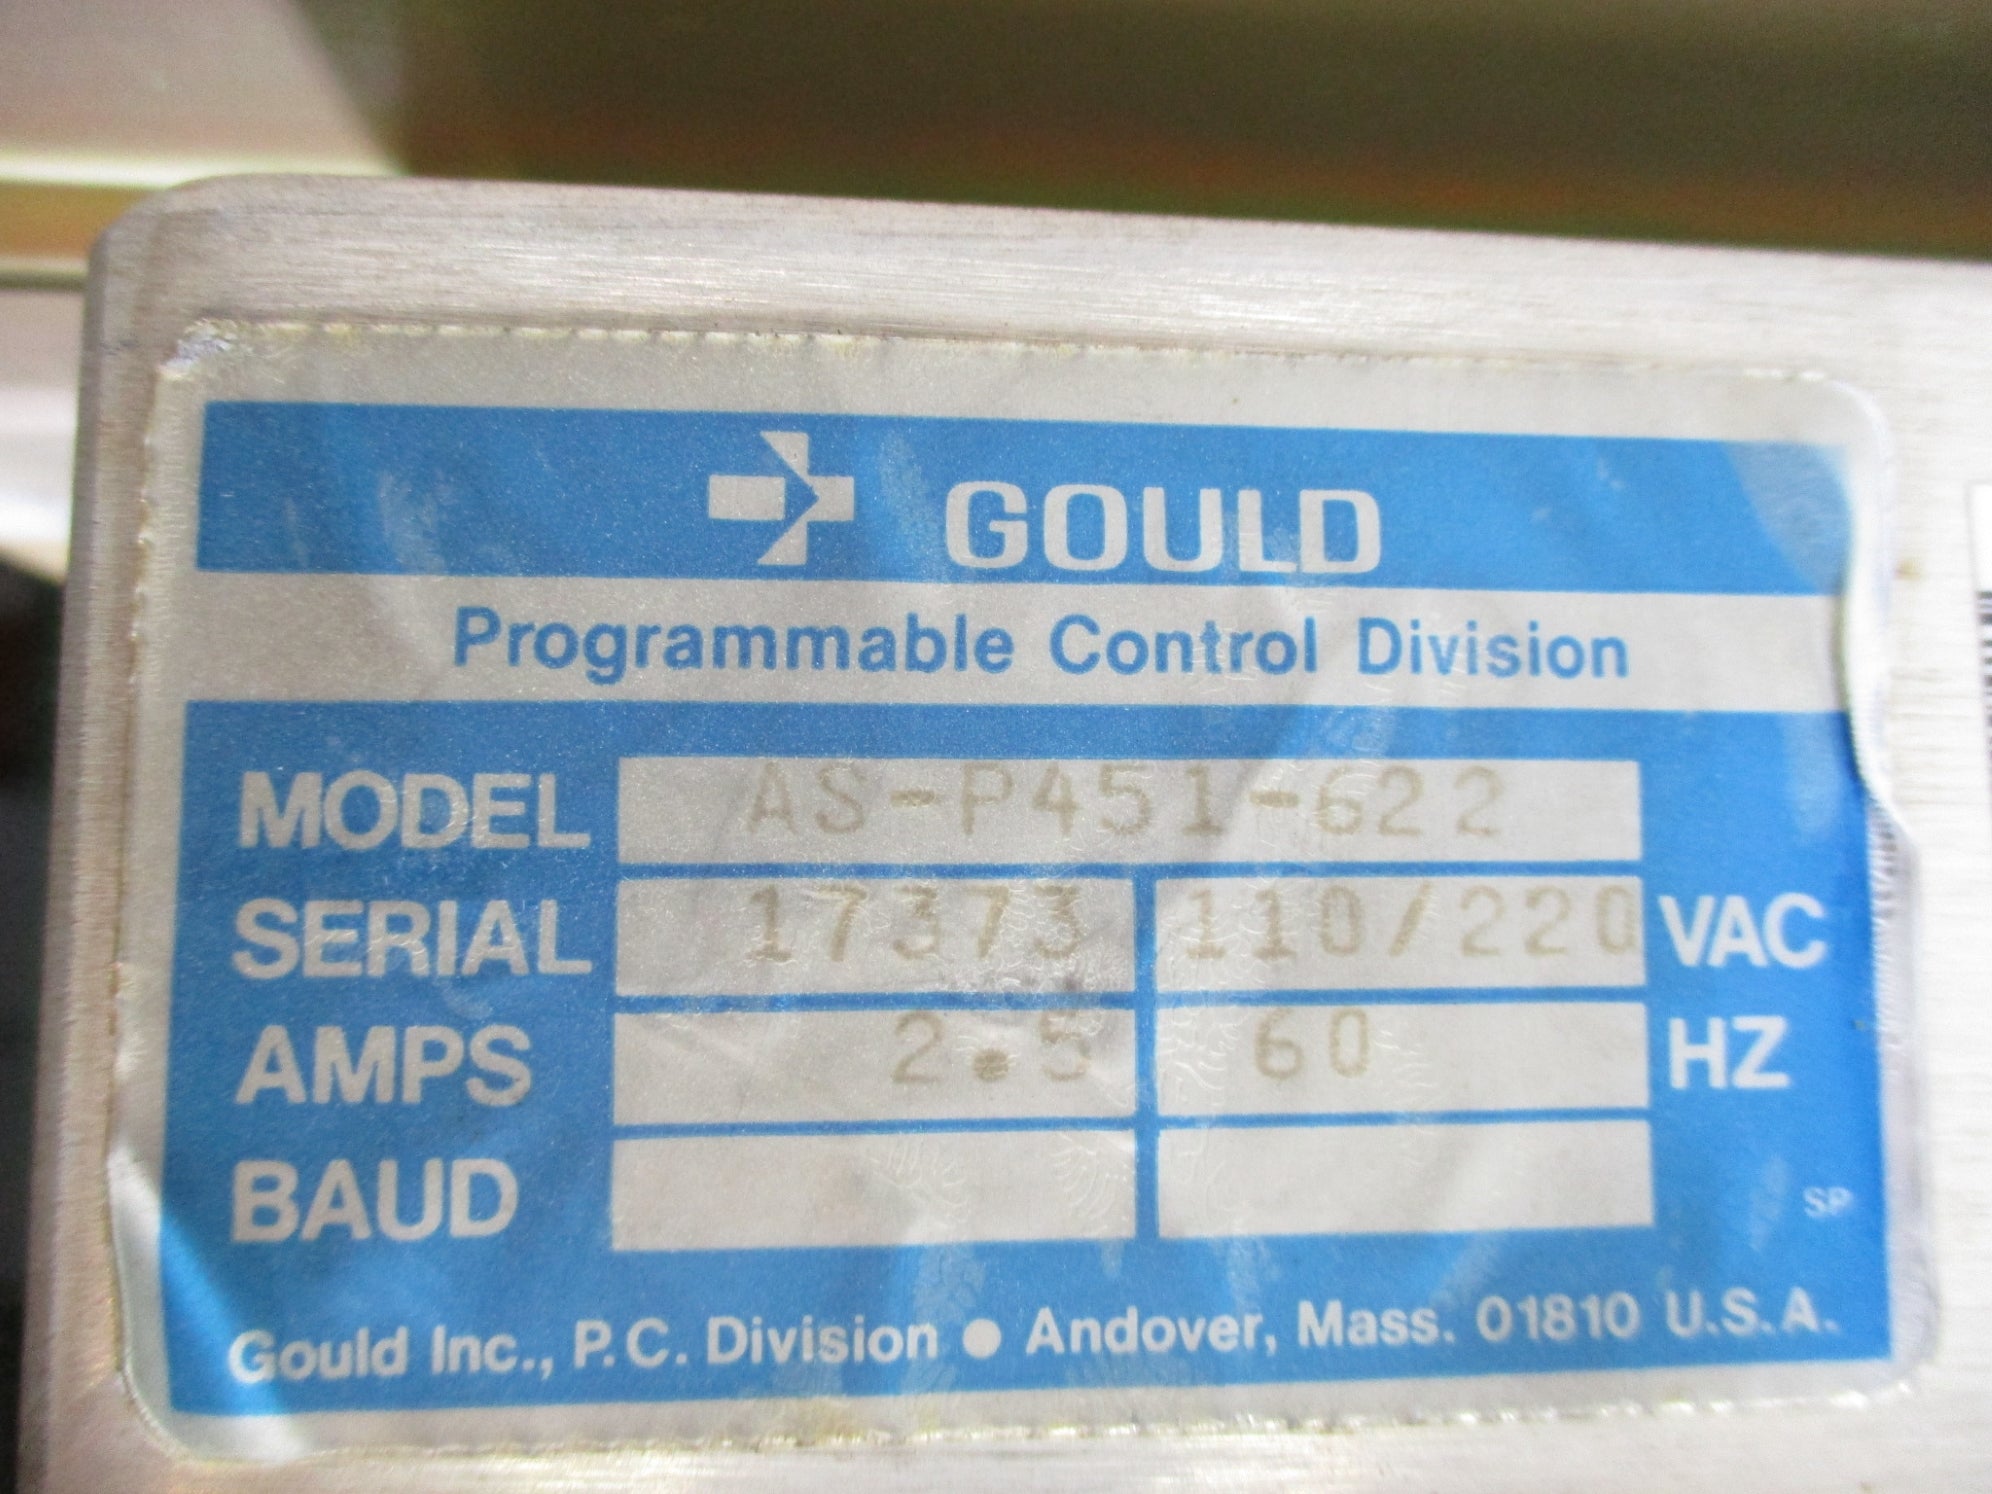 GOULD
Programmable Control Division
MODEL AS-P451-622
SERIAL 17373 110/220 VAC
AMPS 2.5 60 HZ
BAUD
SP
Gould Inc., P.C. Division ● Andover, Mass. 01810 U.S.A.